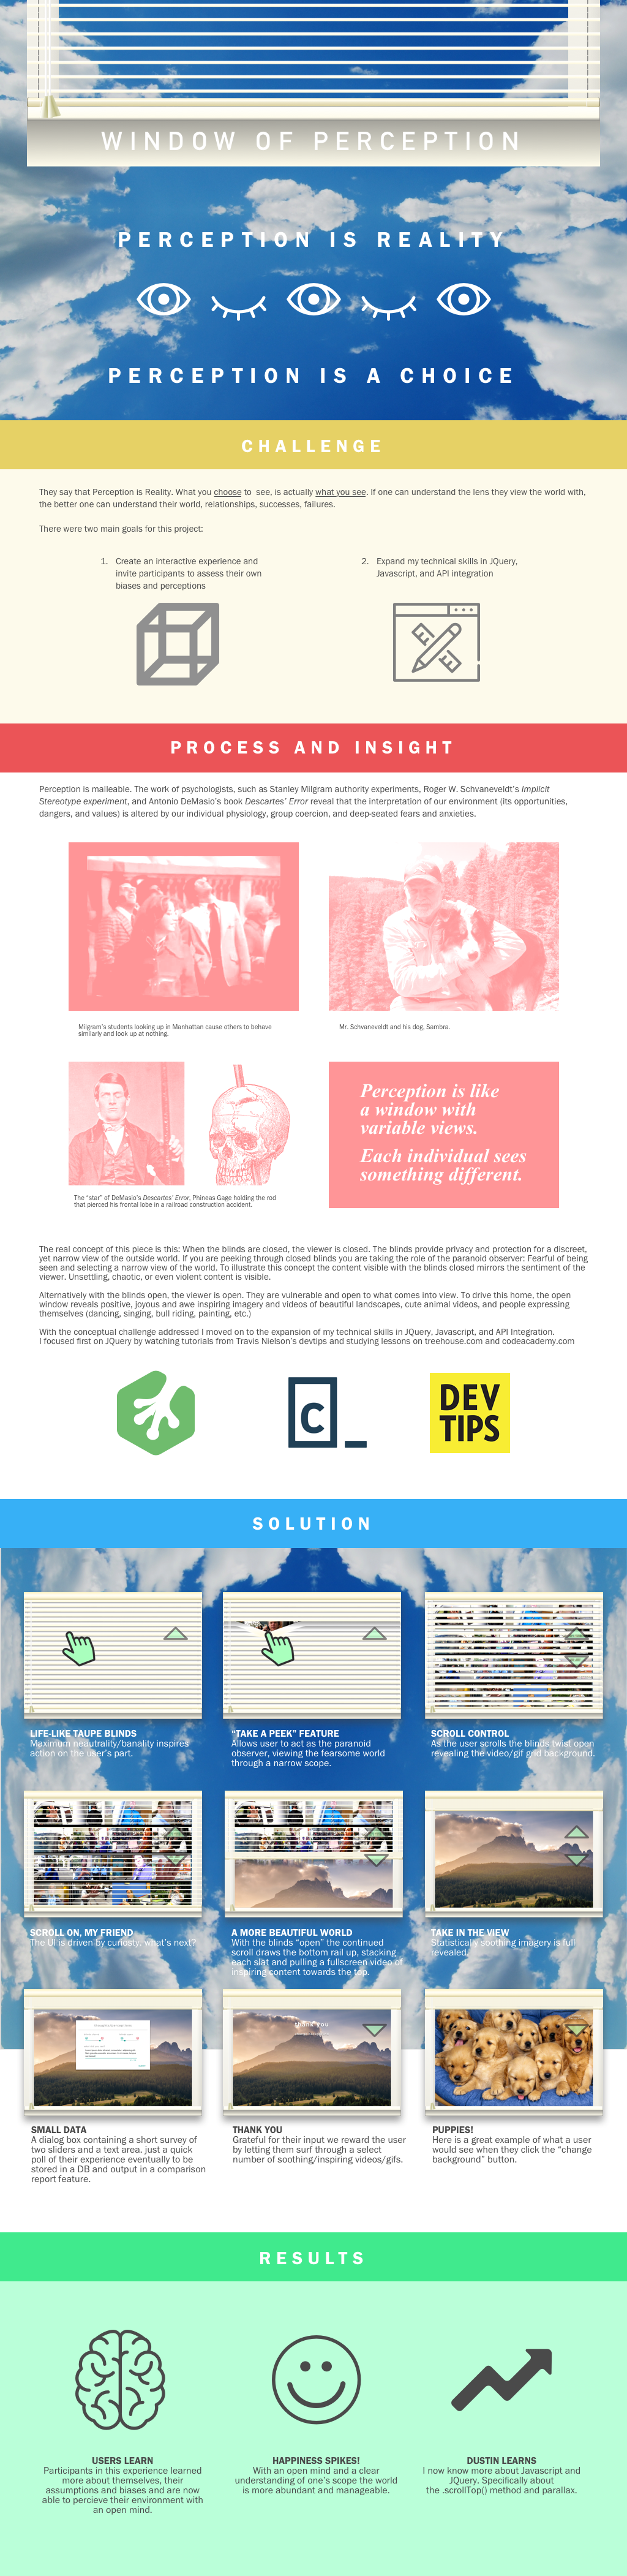 WINDOW OF PERCEPTION
PERCEPTION IS REALITY
PERCEPTION IS A CHOICE
CHALLENGE
They say that Perception is Reality. What you choose to see, is actually what you see. If one can understand the lens they view the world with,
the better one can understand their world, relationships, successes, failures.
There were two main goals for this project:
1. Create an interactive experience and
invite participants to assess their own
biases and perceptions
2. Expand my technical skills in JQuery,
Javascript, and API integration
PROCESS AND INSIGHT
Perception is malleable. The work of psychologists, such as Stanley Milgram authority experiments, Roger W. Schvaneveldt's Implicit
Stereotype experiment, and Antonio DeMasio's book Descartes' Error reveal that the interpretation of our environment (its opportunities,
dangers, and values) is altered by our individual physiology, group coercion, and deep-seated fears and anxieties.
Milgram's students looking up in Manhattan cause others to behave
similarly and look up at nothing.
Mr. Schvaneveldt and his dog, Sambra.
Perception is like
a window with
variable views.
Each individual sees
something different.
The "star" of DeMasio's Descartes' Error, Phineas Gage holding the rod
that pierced his frontal lobe in a railroad construction accident.
The real concept of this piece is this: When the blinds are closed, the viewer is closed. The blinds provide privacy and protection for a discreet,
yet narrow view of the outside world. If you are peeking through closed blinds you are taking the role of the paranoid observer: Fearful of being
seen and selecting a narrow view of the world. To illustrate this concept the content visible with the blinds closed mirrors the sentiment of the
viewer. Unsettling, chaotic, or even violent content is visible.
Alternatively with the blinds open, the viewer is open. They are vulnerable and open to what comes into view. To drive this home, the open
window reveals positive, joyous and awe inspiring imagery and videos of beautiful landscapes, cute animal videos, and people expressing
themselves (dancing, singing, bull riding, painting, etc.)
With the conceptual challenge addressed I moved on to the expansion of my technical skills in JQuery, Javascript, and API Integration.
I focused first on JQuery by watching tutorials from Travis Nielson's devtips and studying lessons on treehouse.com and codeacademy.com
C_
DEV
TIPS
SOLUTION
LIFE-LIKE TAUPE BLINDS
Maximum neautrality/banality inspires
action on the user's part.
"TAKE A PEEK" FEATURE
Allows user to act as the paranoid
observer, viewing the fearsome world
through a narrow scope.
SCROLL CONTROL
As the user scrolls the blinds twist open
revealing the video/gif grid background.
SCROLL ON, MY FRIEND
The UI is driven by curiosty, what's next?
A MORE BEAUTIFUL WORLD
With the blinds "open" the continued
scroll draws the bottom rail up, stacking
each slat and pulling a fullscreen video of
inspiring content towards the top.
TAKE IN THE VIEW
Statistically soothing imagery is full
revealed.
thank you
SMALL DATA
A dialog box containing a short survey of
two sliders and a text area. just a quick
poll of their experience eventually to be
stored in a DB and output in a comparison
report feature.
THANK YOU
Grateful for their input we reward the user
by letting them surf through a select
number of soothing/inspiring videos/gifs.
PUPPIES!
Here is a great example of what a user
would see when they click the "change
background" button.
RESULTS
USERS LEARN
Participants in this experience learned
more about themselves, their
assumptions and biases and are now
able to percieve their environment with
an open mind.
HAPPINESS SPIKES!
With an open mind and a clear
understanding of one's scope the world
is more abundant and manageable.
DUSTIN LEARNS
I now know more about Javascript and
JQuery. Specifically about
the .scrollTop() method and parallax.